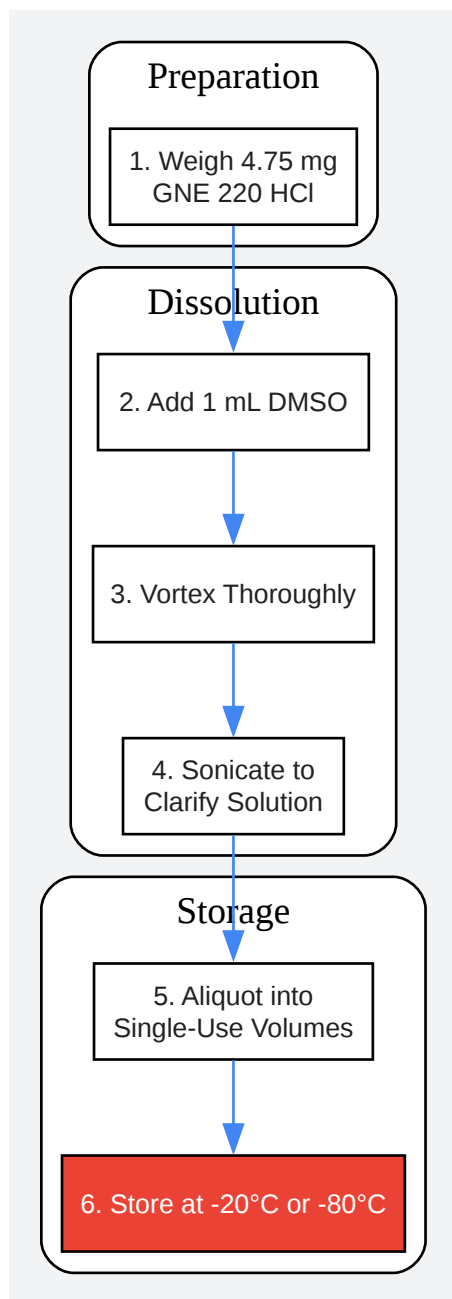 Preparation
1. Weigh 4.75 mg
GNE 220 HCl
Dissolution
2. Add 1 mL DMSO
3. Vortex Thoroughly
4. Sonicate to
Clarify Solution
Storage
5. Aliquot into
Single-Use Volumes
6. Store at -20°C or -80°C